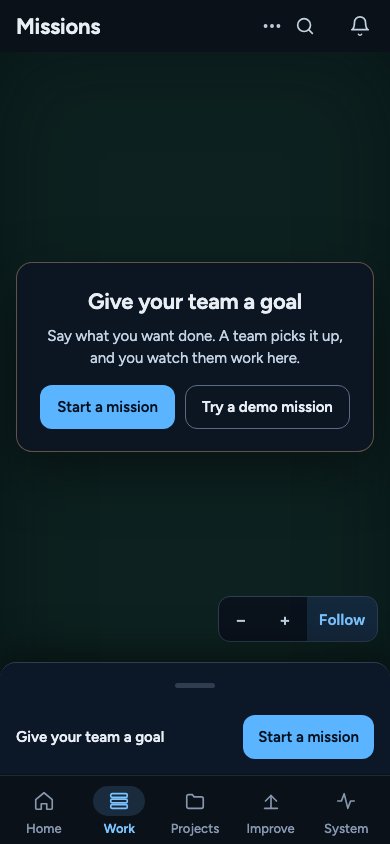 Missions
Give your team a goal
Say what you want done. A team picks it up,
and you watch them work here.
Start a mission
Try a demo mission
– + Follow
Give your team a goal
Start a mission
Home Work Projects Improve System